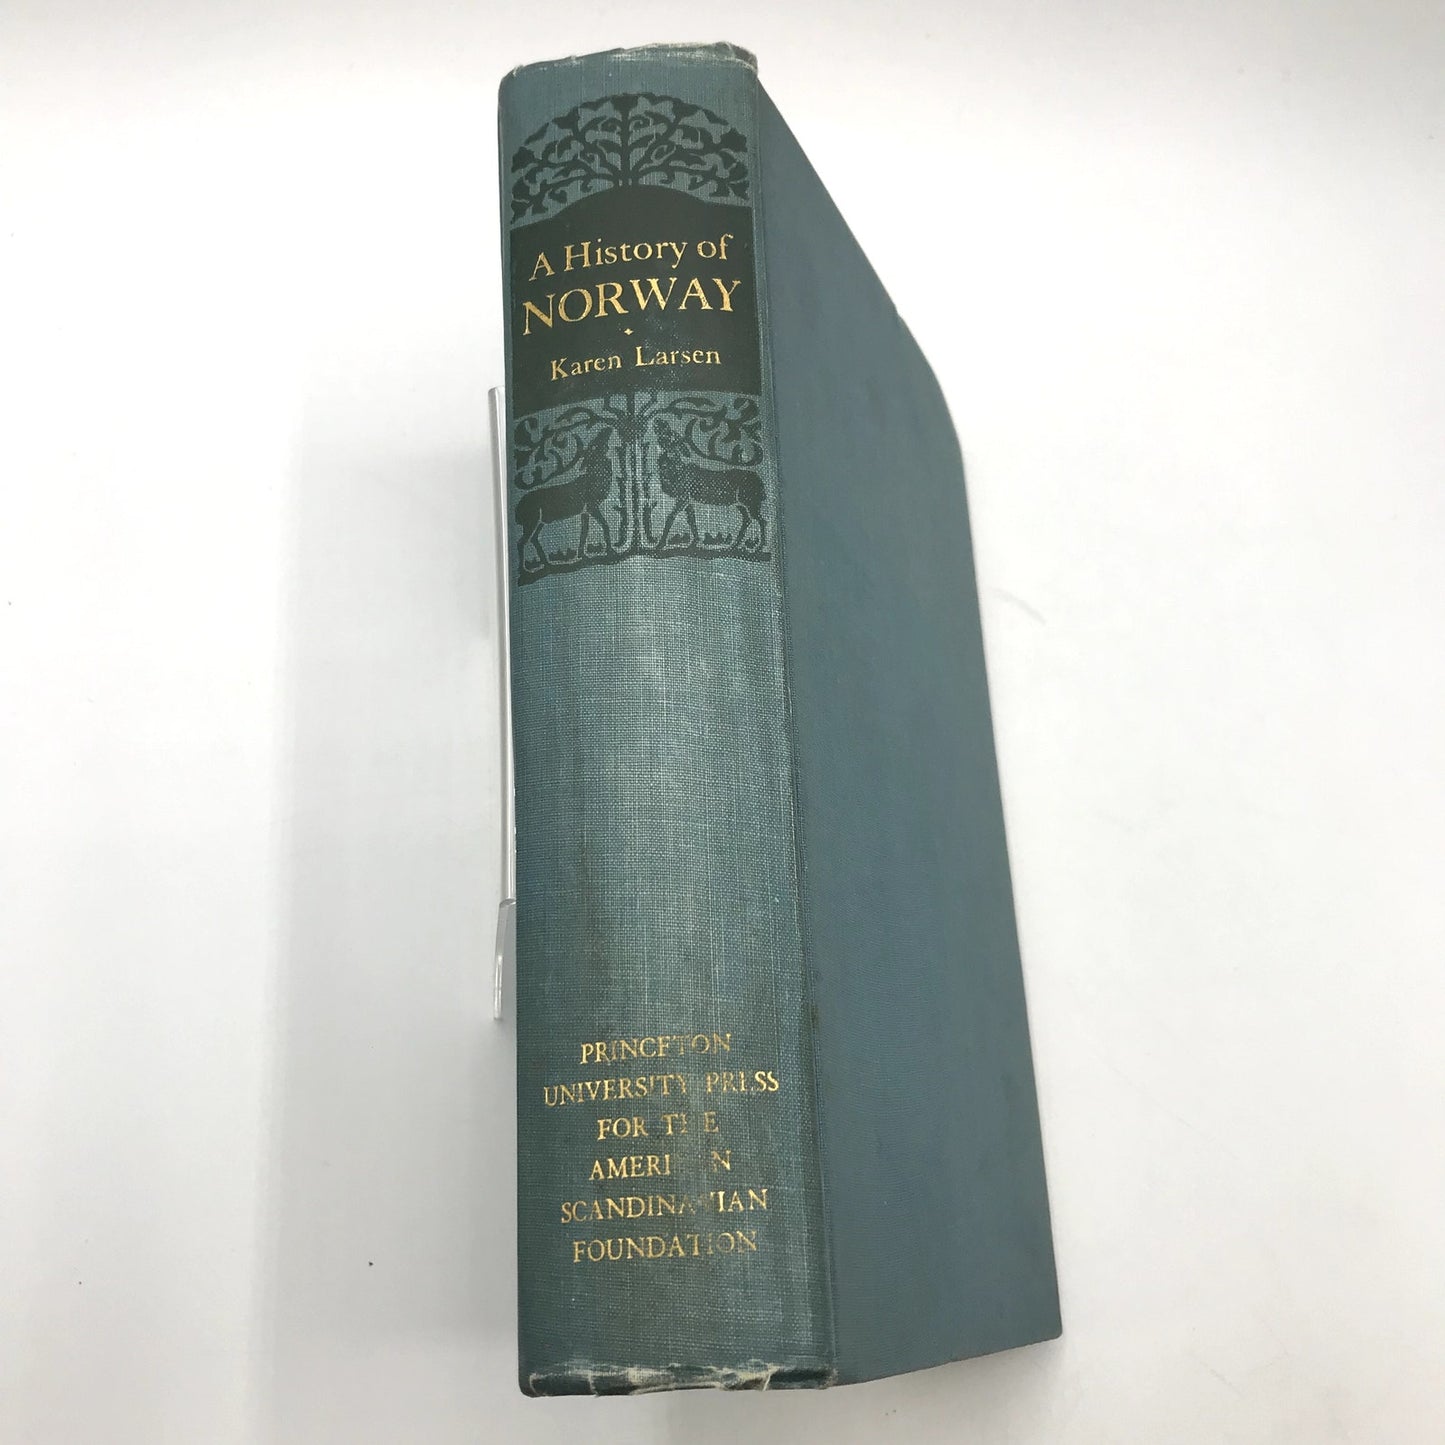 A History of
NORWAY
Karen Larsen
PRINCETON
UNIVERSITY PRESS
FOR THE
AMERICAN
SCANDINAVIAN
FOUNDATION